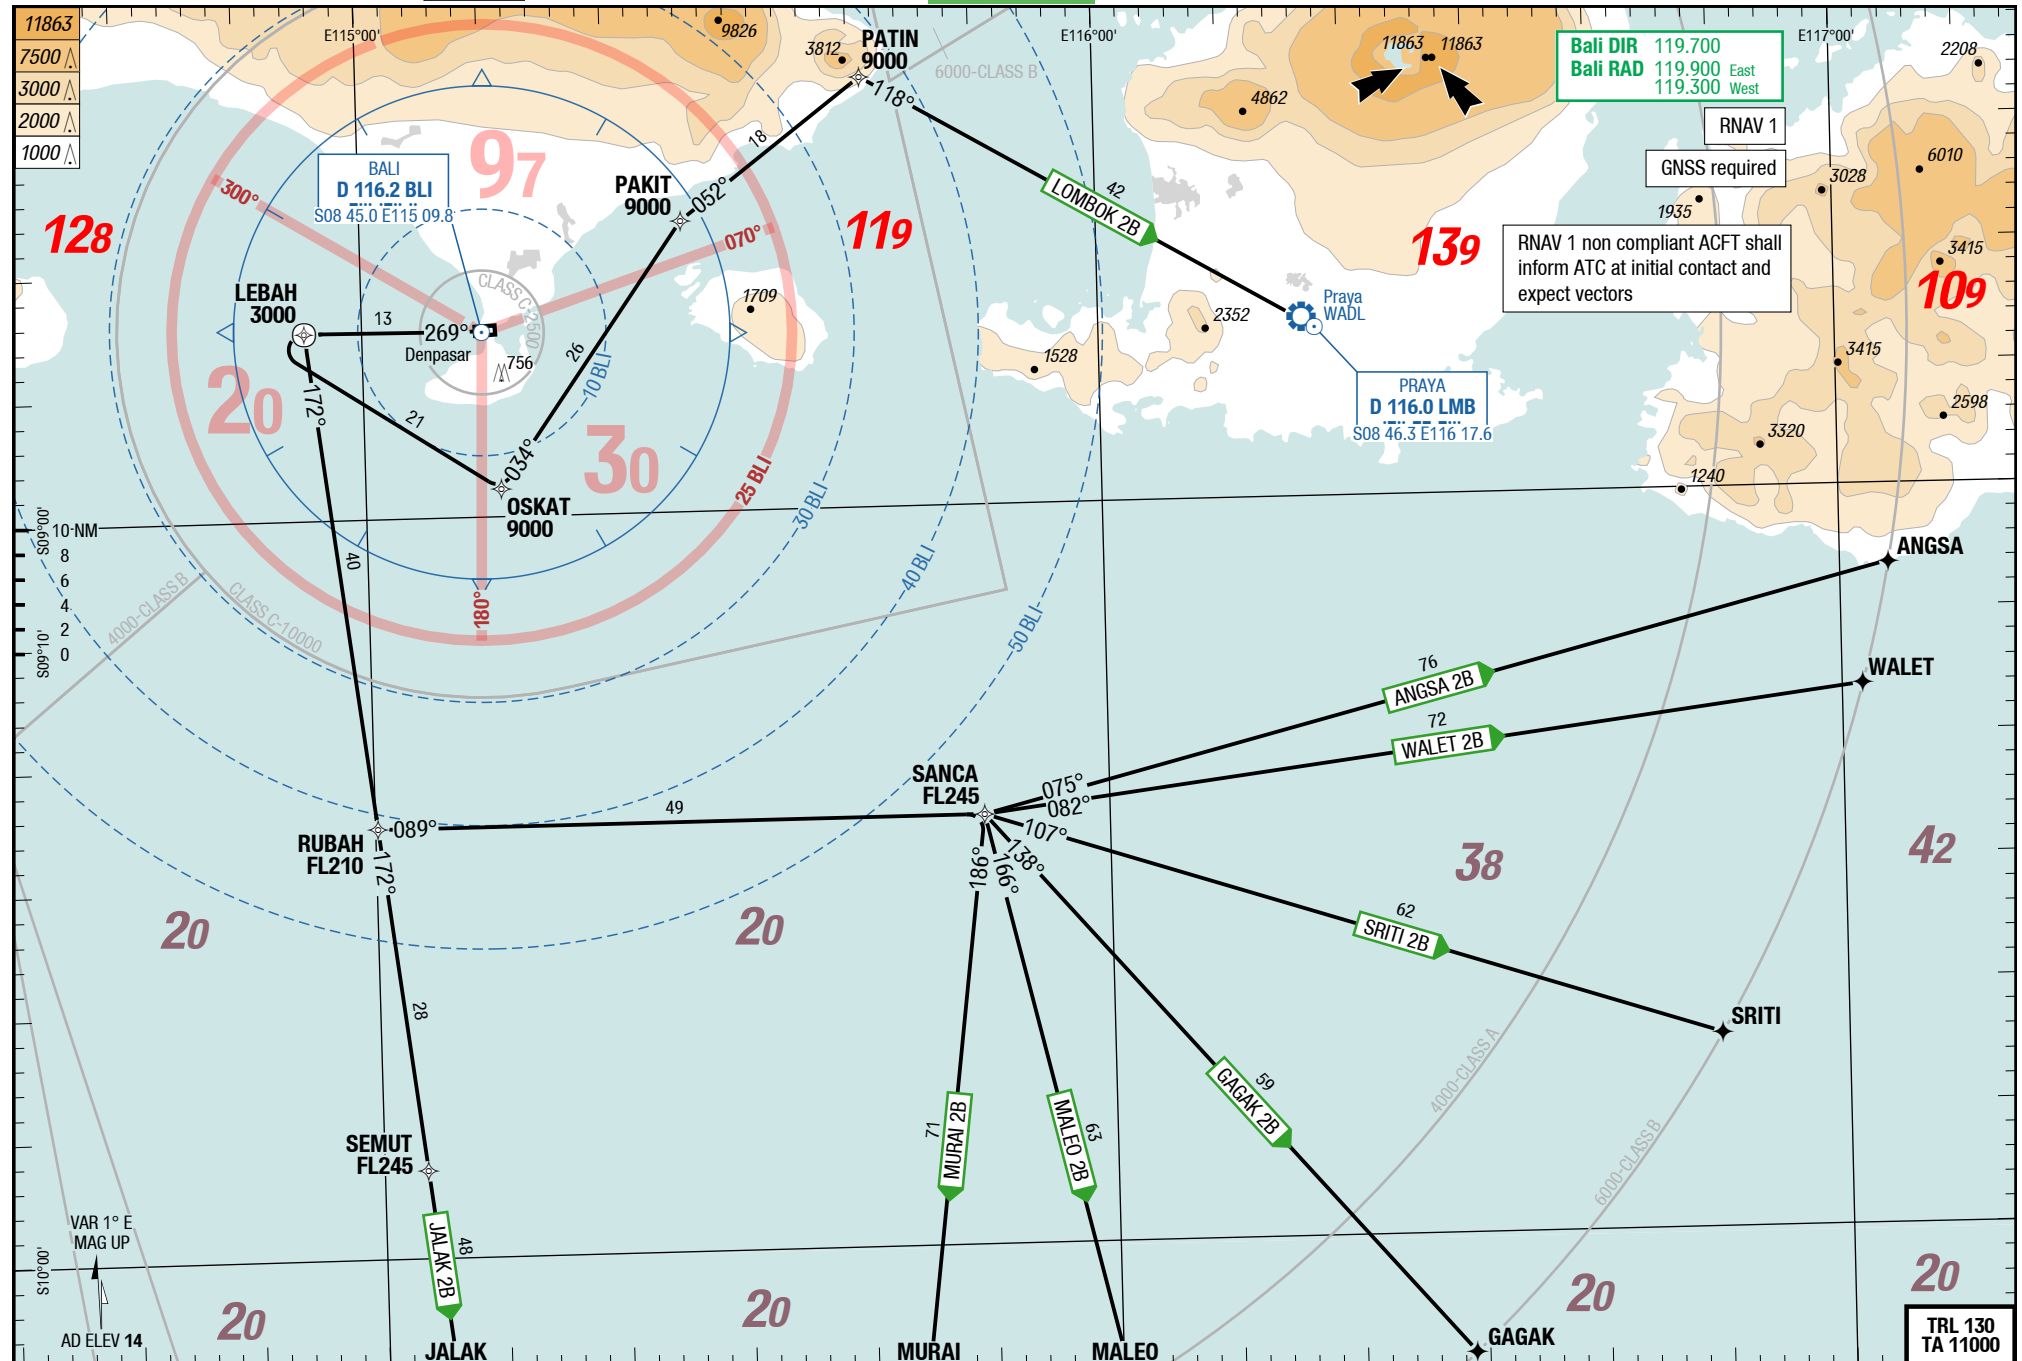 11863
7500
3000
2000
1000
E115°00'
9826
3812
PATIN
9000
6000-CLASS B
E116°00'
11863
11863
4862
Bali DIR 119.700
Bali RAD 119.900 East
119.300 West
E117°00'
2208
RNAV 1
GNSS required
6010
3028
1935
RNAV 1 non compliant ACFT shall
inform ATC at initial contact and
expect vectors
3415
109
128
300°
BALI
D 116.2 BLI
S08 45.0 E115 09.8
97
PAKIT
9000
052°
18
118°
42
LOMBOK 2B
119
139
070°
LEBAH
3000
13
269°
Denpasar
CLASS C-2500
756
1709
26
10 BLI
2352
1528
Praya
WADL
PRAYA
D 116.0 LMB
S08 46.3 E116 17.6
3415
2598
3320
1240
20
172°
21
034°
30
25 BLI
30 BLI
OSKAT
9000
S09°00'
10 NM
8
6
4
2
0
S09°10'
40
40 BLI
50 BLI
4000-CLASS B
CLASS C-10000
180°
ANGSA
76
ANGSA 2B
WALET
72
WALET 2B
SANCA
FL245
075°
082°
107°
138°
166°
186°
49
089°
RUBAH
FL210
172°
38
42
20
20
62
SRITI 2B
SRITI
28
4000-CLASS A
6000-CLASS B
59
GAGAK 2B
63
MALEO 2B
71
MURAI 2B
SEMUT
FL245
48
JALAK 2B
VAR 1° E
MAG UP
S10°00'
AD ELEV 14
20
20
20
20
JALAK
MURAI
MALEO
GAGAK
TRL 130
TA 11000